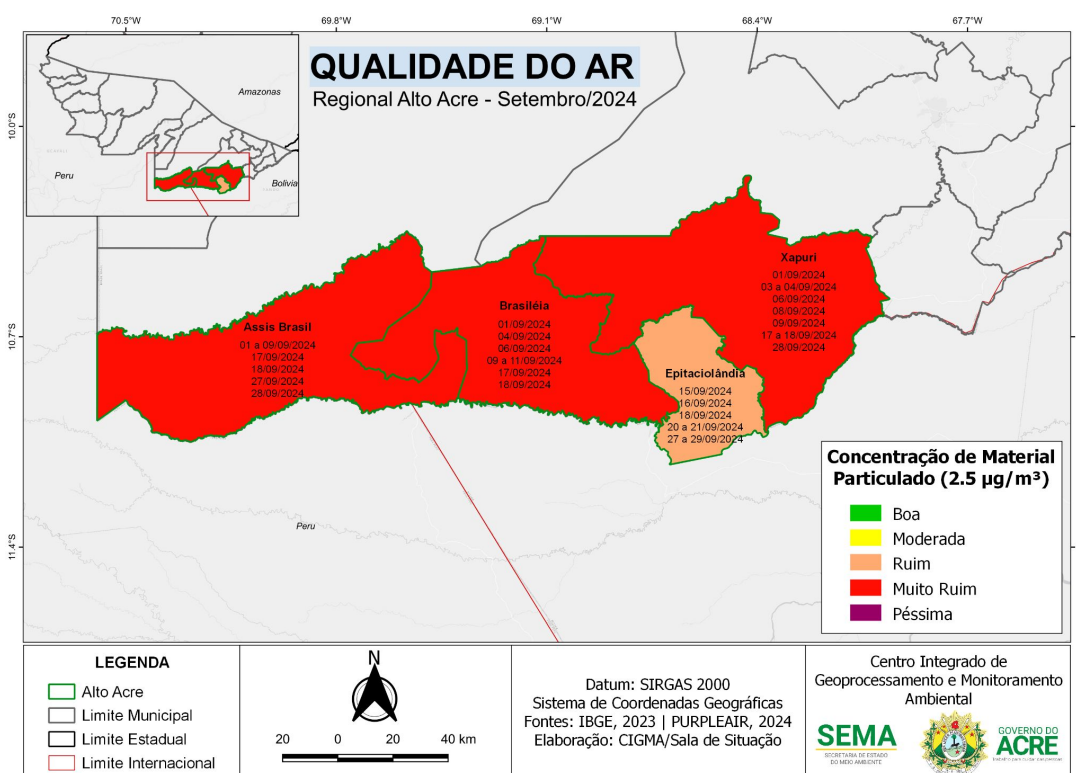 70.5°W
69.8°W
69.1°W
68.4°W
67.7°W
10.0°S
10.7°S
11.4°S
QUALIDADE DO AR
Regional Alto Acre - Setembro/2024
Amazonas
Peru
Bolivia
Assis Brasil
01 a 09/09/2024
17/09/2024
18/09/2024
27/09/2024
28/09/2024
Brasiléia
01/09/2024
04/09/2024
06/09/2024
09 a 11/09/2024
17/09/2024
18/09/2024
Xapuri
01/09/2024
03 a 04/09/2024
06/09/2024
08/09/2024
09/09/2024
17 a 18/09/2024
28/09/2024
Epitaciolândia
15/09/2024
16/09/2024
18/09/2024
20 a 21/09/2024
27 a 29/09/2024
Peru
Concentração de Material
Particulado (2.5 µg/m³)
Boa
Moderada
Ruim
Muito Ruim
Péssima
LEGENDA
Alto Acre
Limite Municipal
Limite Estadual
Limite Internacional
N
20 0 20 40 km
Datum: SIRGAS 2000
Sistema de Coordenadas Geográficas
Fontes: IBGE, 2023 | PURPLEAIR, 2024
Elaboração: CIGMA/Sala de Situação
Centro Integrado de
Geoprocessamento e Monitoramento
Ambiental
SEMA
SECRETARIA DE ESTADO
DO MEIO AMBIENTE
GOVERNO DO
ACRE